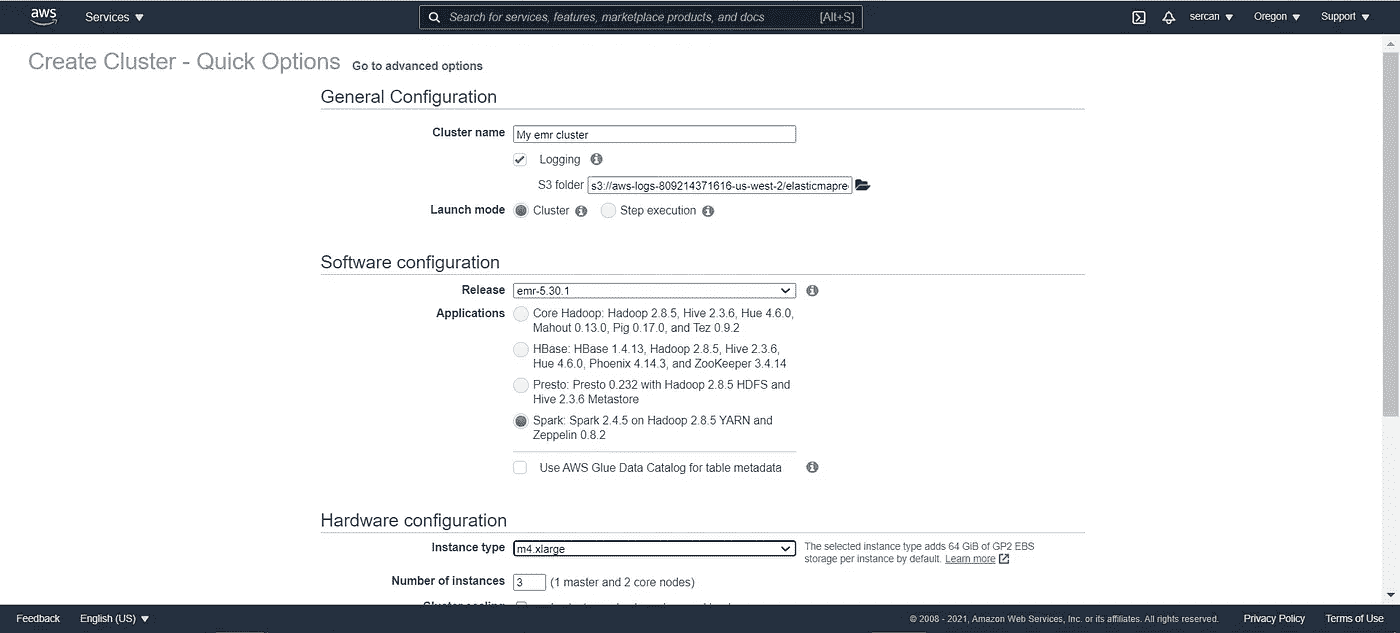 aws
Services
Search for services, features, marketplace products, and docs [Alt+S]
sercan
Oregon
Support
Create Cluster - Quick Options Go to advanced options
General Configuration
Cluster name My emr cluster
Logging
S3 folder s3://aws-logs-809214371616-us-west-2/elasticmapre
Launch mode Cluster Step execution
Software configuration
Release emr-5.30.1
Applications Core Hadoop: Hadoop 2.8.5, Hive 2.3.6, Hue 4.6.0,
Mahout 0.13.0, Pig 0.17.0, and Tez 0.9.2
HBase: HBase 1.4.13, Hadoop 2.8.5, Hive 2.3.6,
Hue 4.6.0, Phoenix 4.14.3, and ZooKeeper 3.4.14
Presto: Presto 0.232 with Hadoop 2.8.5 HDFS and
Hive 2.3.6 Metastore
Spark: Spark 2.4.5 on Hadoop 2.8.5 YARN and
Zeppelin 0.8.2
Use AWS Glue Data Catalog for table metadata
Hardware configuration
Instance type m4.xlarge The selected instance type adds 64 GiB of GP2 EBS
storage per instance by default. Learn more
Number of instances 3 (1 master and 2 core nodes)
Feedback English (US) © 2008 - 2021, Amazon Web Services, Inc. or its affiliates. All rights reserved. Privacy Policy Terms of Use